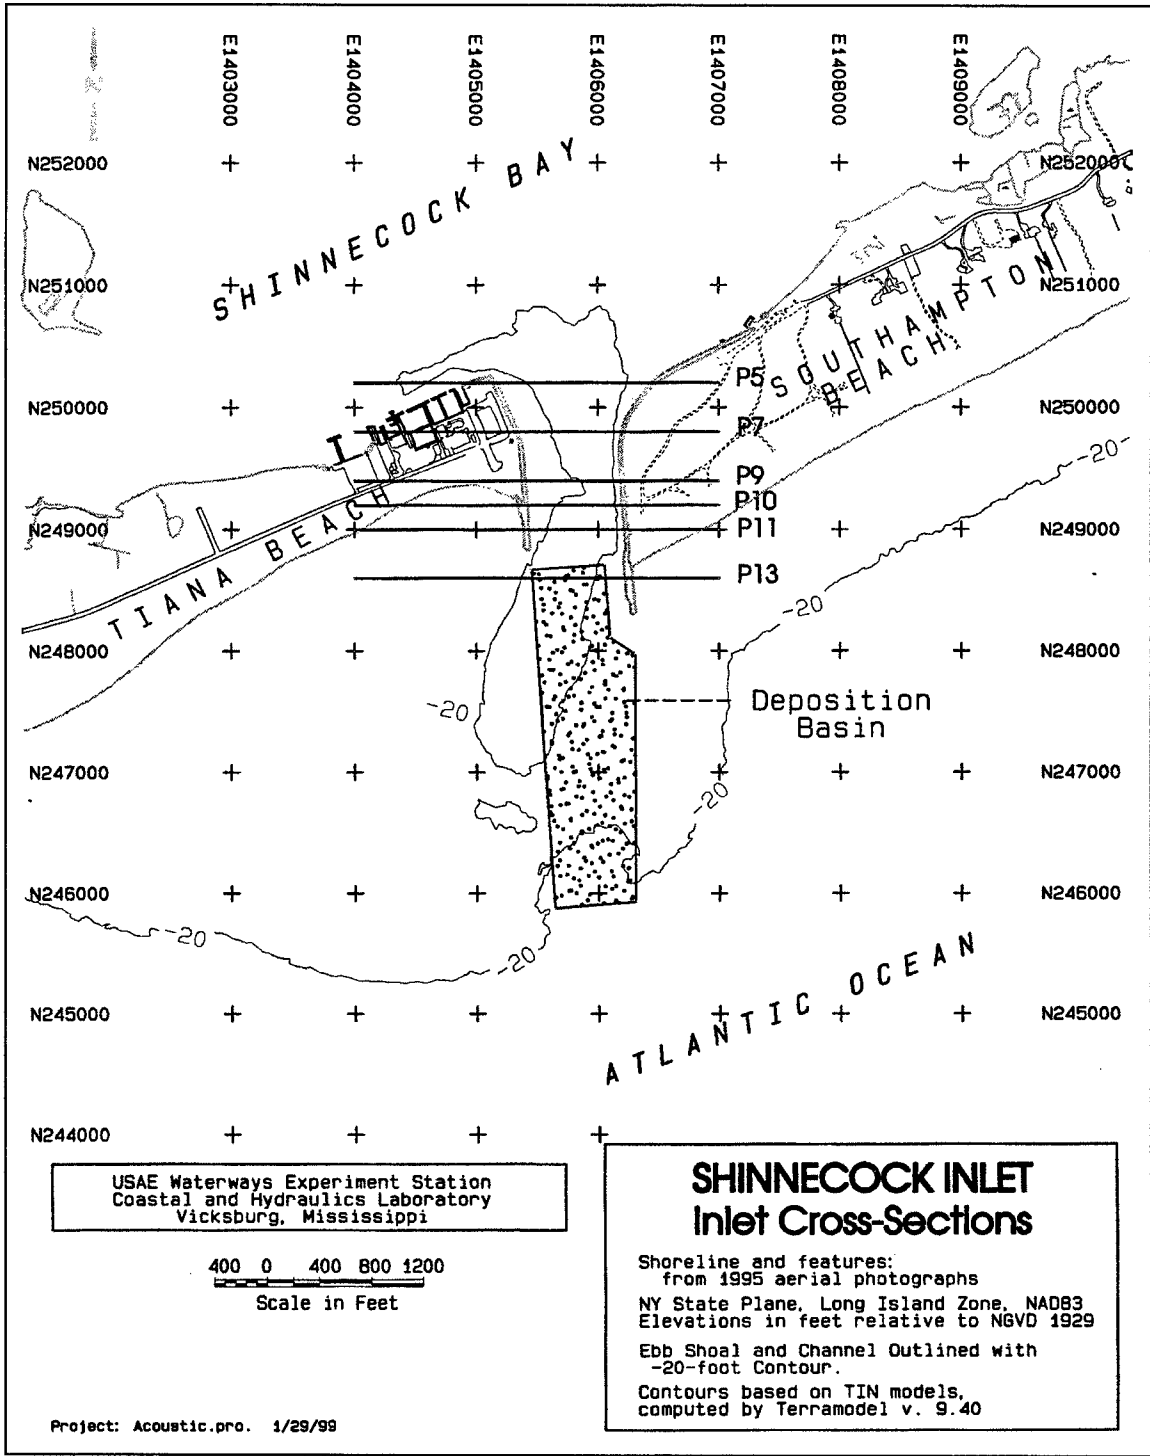 E1403000
E1404000
E1405000
E1406000
E1407000
E1408000
E1409000
N252000
N252000
SHINNECOCK BAY
N251000
N251000
SOUTHAMPTON
BEACH
P5
N250000
N250000
P7
-20
P9
P10
N249000
P11
N249000
TIANA BEACH
P13
-20
N248000
N248000
-20
Deposition
Basin
N247000
N247000
-20
N246000
N246000
-20
-20
ATLANTIC OCEAN
N245000
N245000
N244000
USAE Waterways Experiment Station
Coastal and Hydraulics Laboratory
Vicksburg, Mississippi
400 0 400 800 1200
Scale in Feet
Project: Acoustic.pro. 1/29/99
SHINNECOCK INLET
Inlet Cross-Sections
Shoreline and features:
from 1995 aerial photographs
NY State Plane, Long Island Zone, NAD83
Elevations in feet relative to NGVD 1929
Ebb Shoal and Channel Outlined with
-20-foot Contour.
Contours based on TIN models,
computed by Terramodel v. 9.40